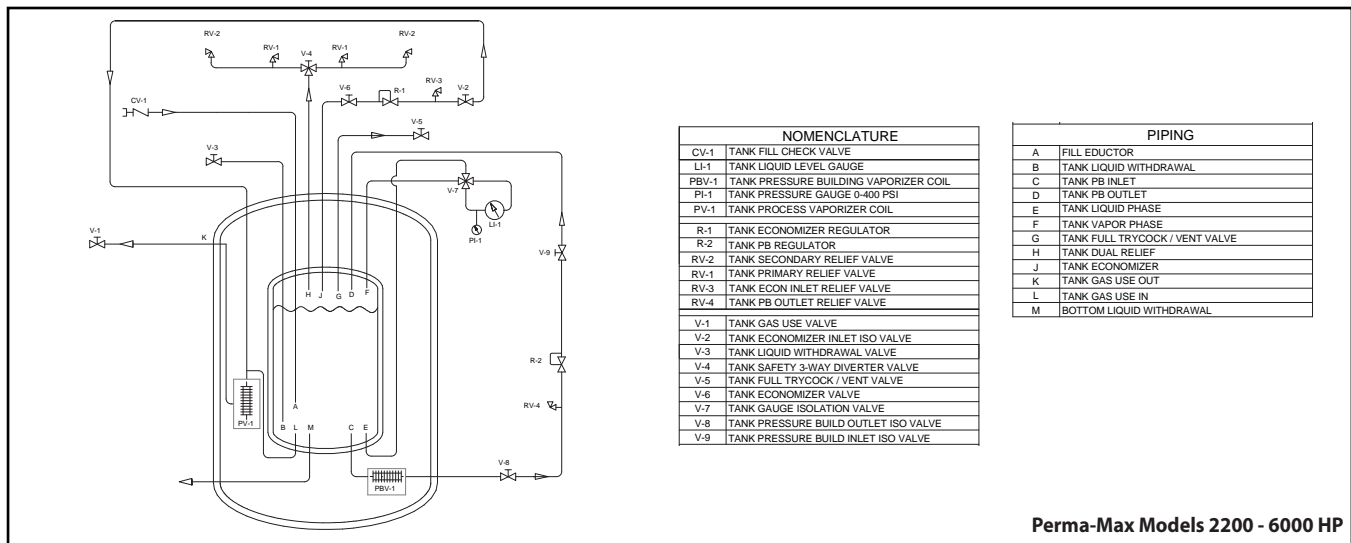 RV-2
RV-1
V-4
RV-1
RV-2
V-6
R-1
RV-3
V-2
CV-1
V-5
V-3
V-7
LI-1
PI-1
V-1
K
V-9
H
J
G
D
F
R-2
RV-4
A
PV-1
B
L
M
C
E
V-8
PBV-1
NOMENCLATURE
CV-1 TANK FILL CHECK VALVE
LI-1 TANK LIQUID LEVEL GAUGE
PBV-1 TANK PRESSURE BUILDING VAPORIZER COIL
PI-1 TANK PRESSURE GAUGE 0-400 PSI
PV-1 TANK PROCESS VAPORIZER COIL
R-1 TANK ECONOMIZER REGULATOR
R-2 TANK PB REGULATOR
RV-2 TANK SECONDARY RELIEF VALVE
RV-1 TANK PRIMARY RELIEF VALVE
RV-3 TANK ECON INLET RELIEF VALVE
RV-4 TANK PB OUTLET RELIEF VALVE
V-1 TANK GAS USE VALVE
V-2 TANK ECONOMIZER INLET ISO VALVE
V-3 TANK LIQUID WITHDRAWAL VALVE
V-4 TANK SAFETY 3-WAY DIVERTER VALVE
V-5 TANK FULL TRYCOCK / VENT VALVE
V-6 TANK ECONOMIZER VALVE
V-7 TANK GAUGE ISOLATION VALVE
V-8 TANK PRESSURE BUILD OUTLET ISO VALVE
V-9 TANK PRESSURE BUILD INLET ISO VALVE
PIPING
A FILL EDUCTOR
B TANK LIQUID WITHDRAWAL
C TANK PB INLET
D TANK PB OUTLET
E TANK LIQUID PHASE
F TANK VAPOR PHASE
G TANK FULL TRYCOCK / VENT VALVE
H TANK DUAL RELIEF
J TANK ECONOMIZER
K TANK GAS USE OUT
L TANK GAS USE IN
M BOTTOM LIQUID WITHDRAWAL
Perma-Max Models 2200 - 6000 HP